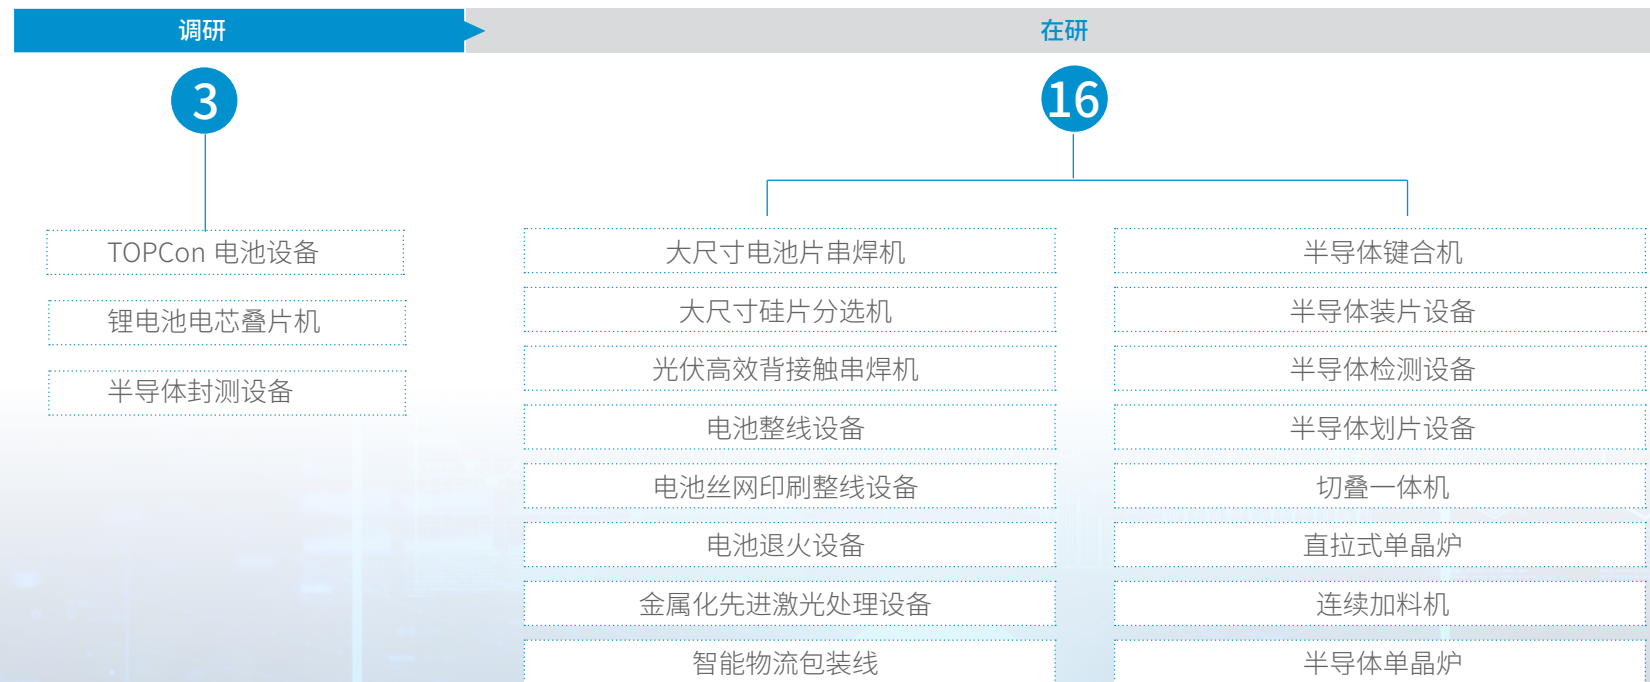 调研
在研
3
16
TOPCon 电池设备
锂电池电芯叠片机
半导体封测设备
大尺寸电池片串焊机
大尺寸硅片分选机
光伏高效背接触串焊机
电池整线设备
电池丝网印刷整线设备
电池退火设备
金属化先进激光处理设备
智能物流包装线
半导体键合机
半导体装片设备
半导体检测设备
半导体划片设备
切叠一体机
直拉式单晶炉
连续加料机
半导体单晶炉